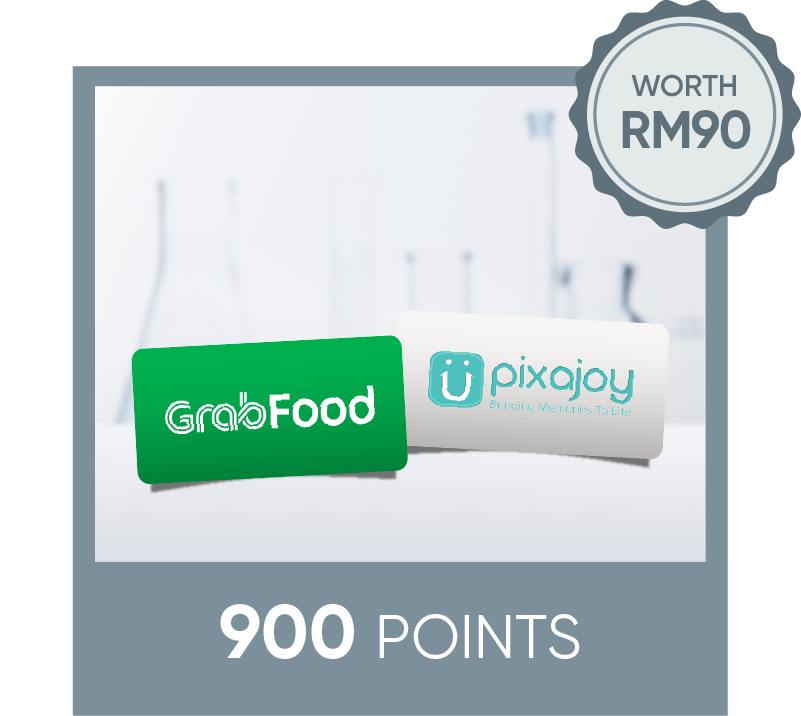 WORTH
RM90
GrabFood
pixajoy
Bringing Memories To Life
900 POINTS